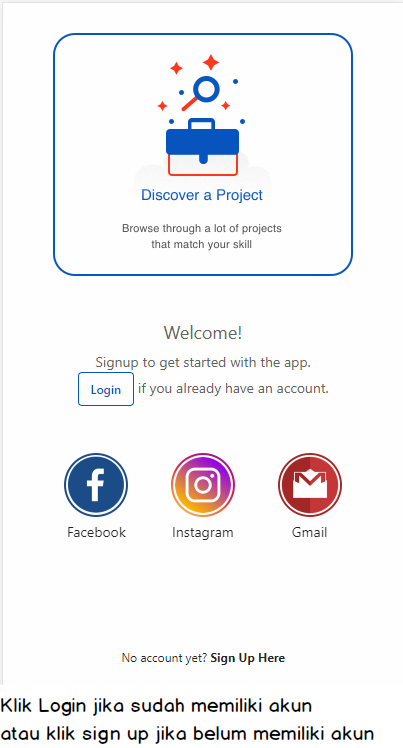 Discover a Project
Browse through a lot of projects
that match your skill
Welcome!
Signup to get started with the app.
Login if you already have an account.
Facebook Instagram Gmail
No account yet? Sign Up Here
Klik Login jika sudah memiliki akun
atau klik sign up jika belum memiliki akun